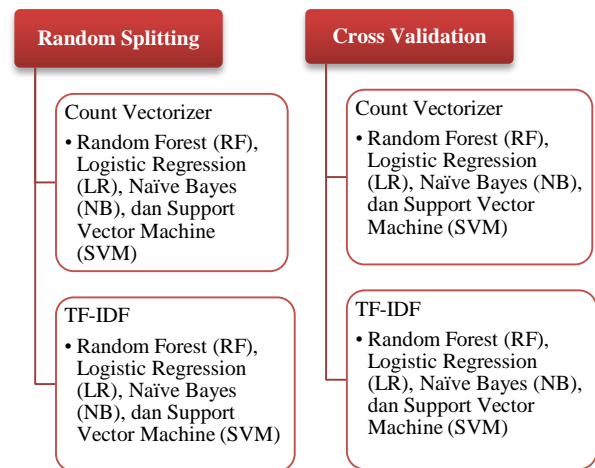 Random Splitting
Count Vectorizer
• Random Forest (RF),
Logistic Regression
(LR), Naïve Bayes
(NB), dan Support
Vector Machine
(SVM)
TF-IDF
• Random Forest (RF),
Logistic Regression
(LR), Naïve Bayes
(NB), dan Support
Vector Machine (SVM)
Cross Validation
Count Vectorizer
• Random Forest (RF),
Logistic Regression
(LR), Naïve Bayes (NB),
dan Support Vector
Machine (SVM)
TF-IDF
• Random Forest (RF),
Logistic Regression
(LR), Naïve Bayes (NB),
dan Support Vector
Machine (SVM)